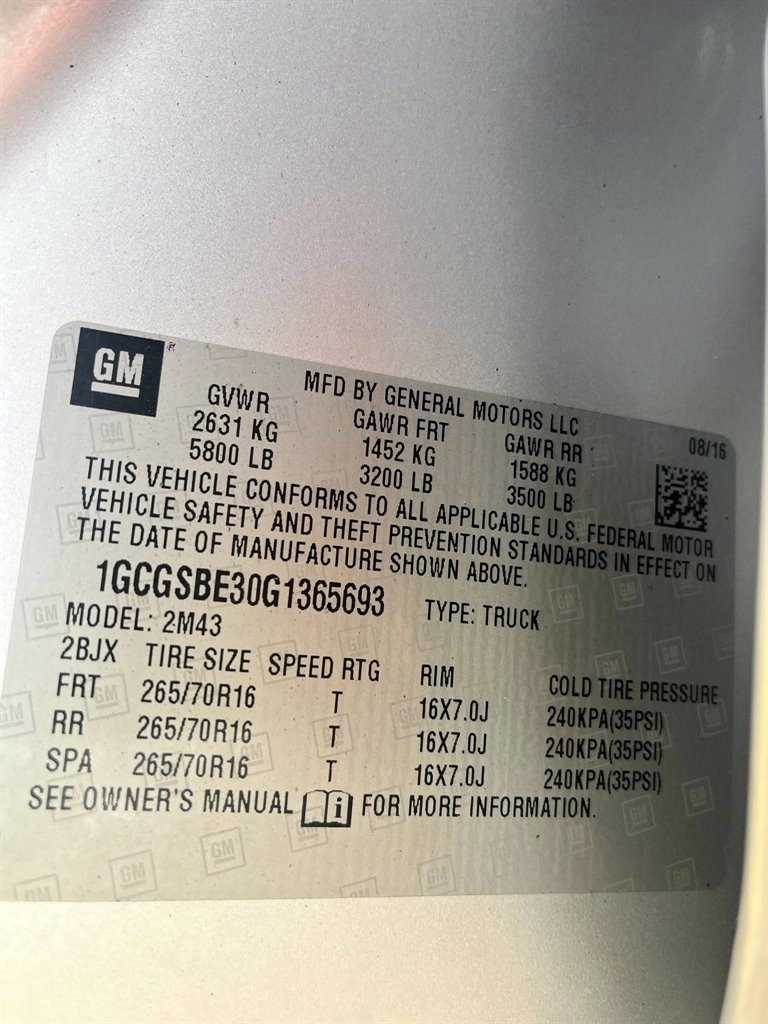 GM
MFD BY GENERAL MOTORS LLC
08/16
GVWR GAWR FRT GAWR RR
2631 KG 1452 KG 1588 KG
5800 LB 3200 LB 3500 LB
THIS VEHICLE CONFORMS TO ALL APPLICABLE U.S. FEDERAL MOTOR
VEHICLE SAFETY AND THEFT PREVENTION STANDARDS IN EFFECT ON
THE DATE OF MANUFACTURE SHOWN ABOVE.
1GCGSBE30G1365693 TYPE: TRUCK
MODEL: 2M43
2BJX TIRE SIZE SPEED RTG RIM COLD TIRE PRESSURE
FRT 265/70R16 T 16X7.0J 240KPA(35PSI)
RR 265/70R16 T 16X7.0J 240KPA(35PSI)
SPA 265/70R16 T 16X7.0J 240KPA(35PSI)
SEE OWNER'S MANUAL i FOR MORE INFORMATION.